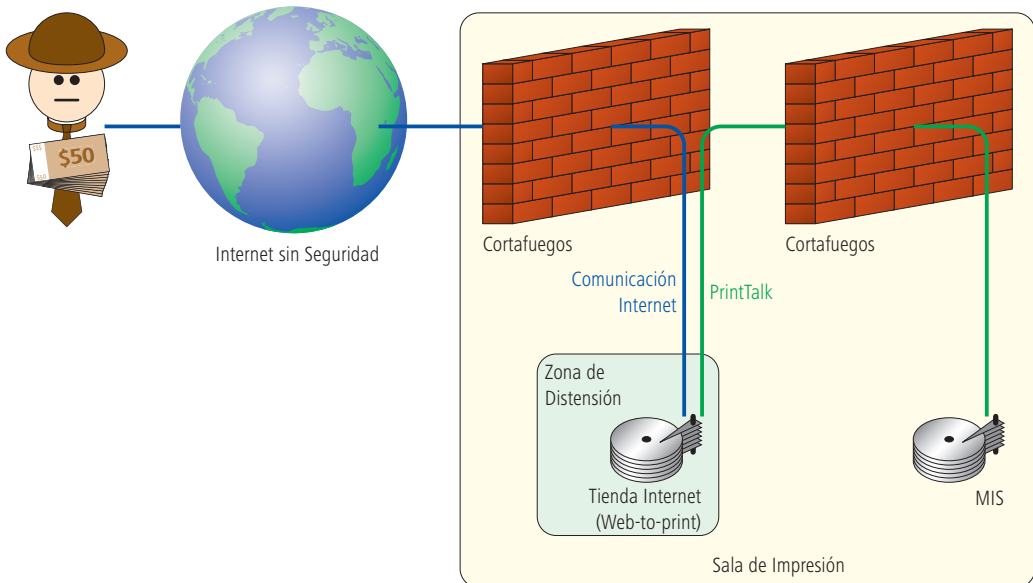 $50
Internet sin Seguridad
Cortafuegos
Cortafuegos
Comunicación
Internet
PrintTalk
Zona de
Distensión
Tienda Internet
(Web-to-print)
MIS
Sala de Impresión